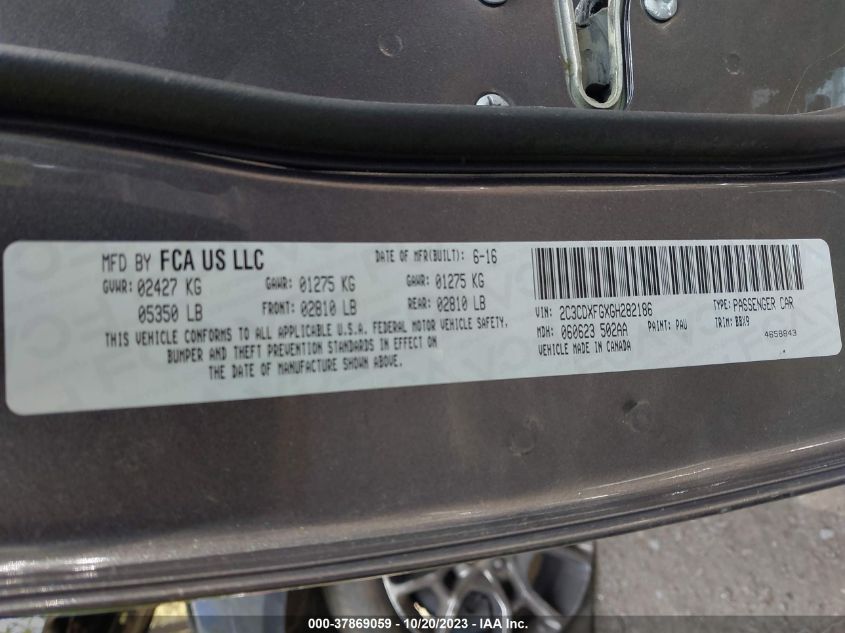 MFD BY FCA US LLC
DATE OF MFR(BUILT): 6-16
GVWR: 02427 KG
GAWR: 01275 KG
GAWR: 01275 KG
05350 LB
FRONT: 02810 LB
REAR: 02810 LB
THIS VEHICLE CONFORMS TO ALL APPLICABLE U.S.A. FEDERAL MOTOR VEHICLE SAFETY,
BUMPER AND THEFT PREVENTION STANDARDS IN EFFECT ON
THE DATE OF MANUFACTURE SHOWN ABOVE.
VIN: 2C3CDXFGXGH282186
TYPE: PASSENGER CAR
MDH: 060623 502AA
PAINT: PAU
TRIM: B8X9
VEHICLE MADE IN CANADA
4658843
000-37869059 - 10/20/2023 - IAA Inc.